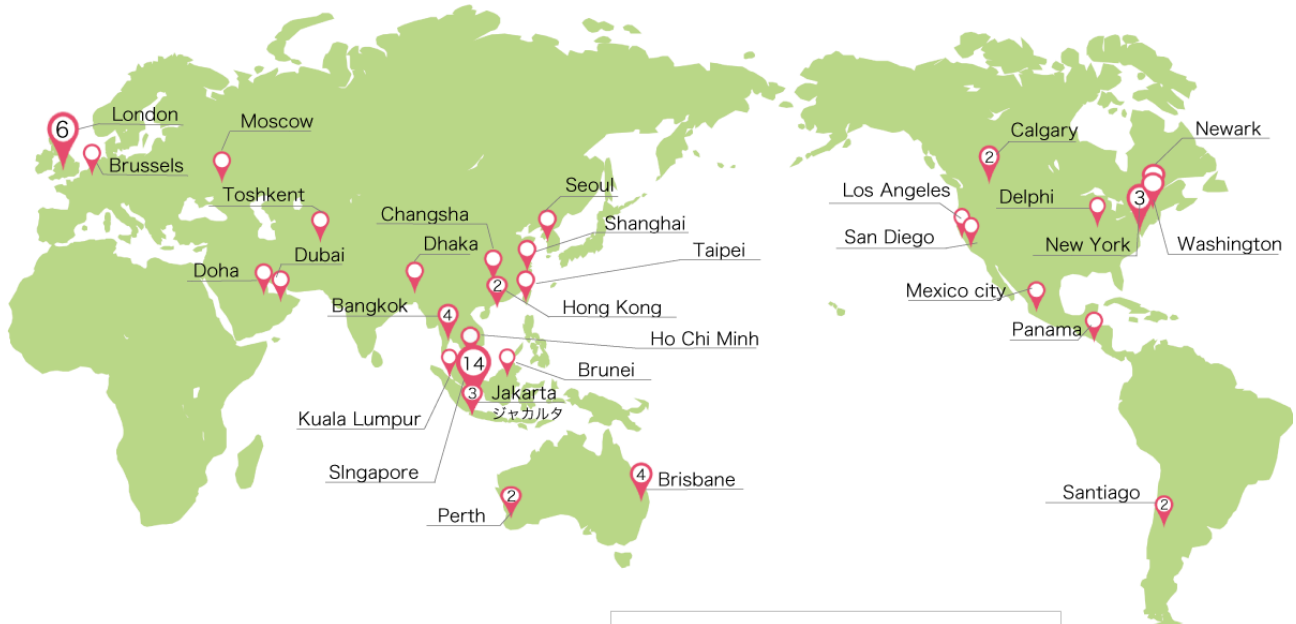 London
6
Brussels
Moscow
Toshkent
Doha
Dubai
Changsha
Dhaka
Seoul
Shanghai
Taipei
2
Hong Kong
Bangkok
4
Ho Chi Minh
14
Brunei
3
Jakarta
ジャカルタ
Kuala Lumpur
SIngapore
4
Brisbane
2
Perth
Calgary
2
Newark
Los Angeles
San Diego
Delphi
3
New York
Washington
Mexico city
Panama
Santiago
2